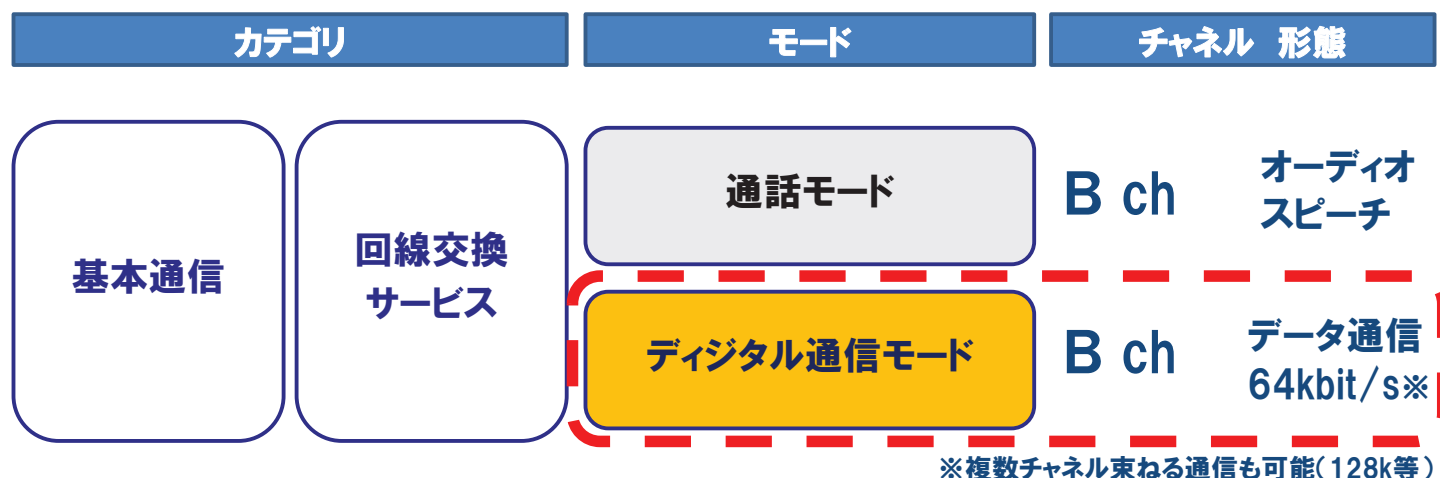 カテゴリ
モード
チャネル 形態
基本通信
回線交換
サービス
通話モード
B ch
オーディオ
スピーチ
ディジタル通信モード
B ch
データ通信
64kbit/s※
※複数チャネル束ねる通信も可能(128k等)